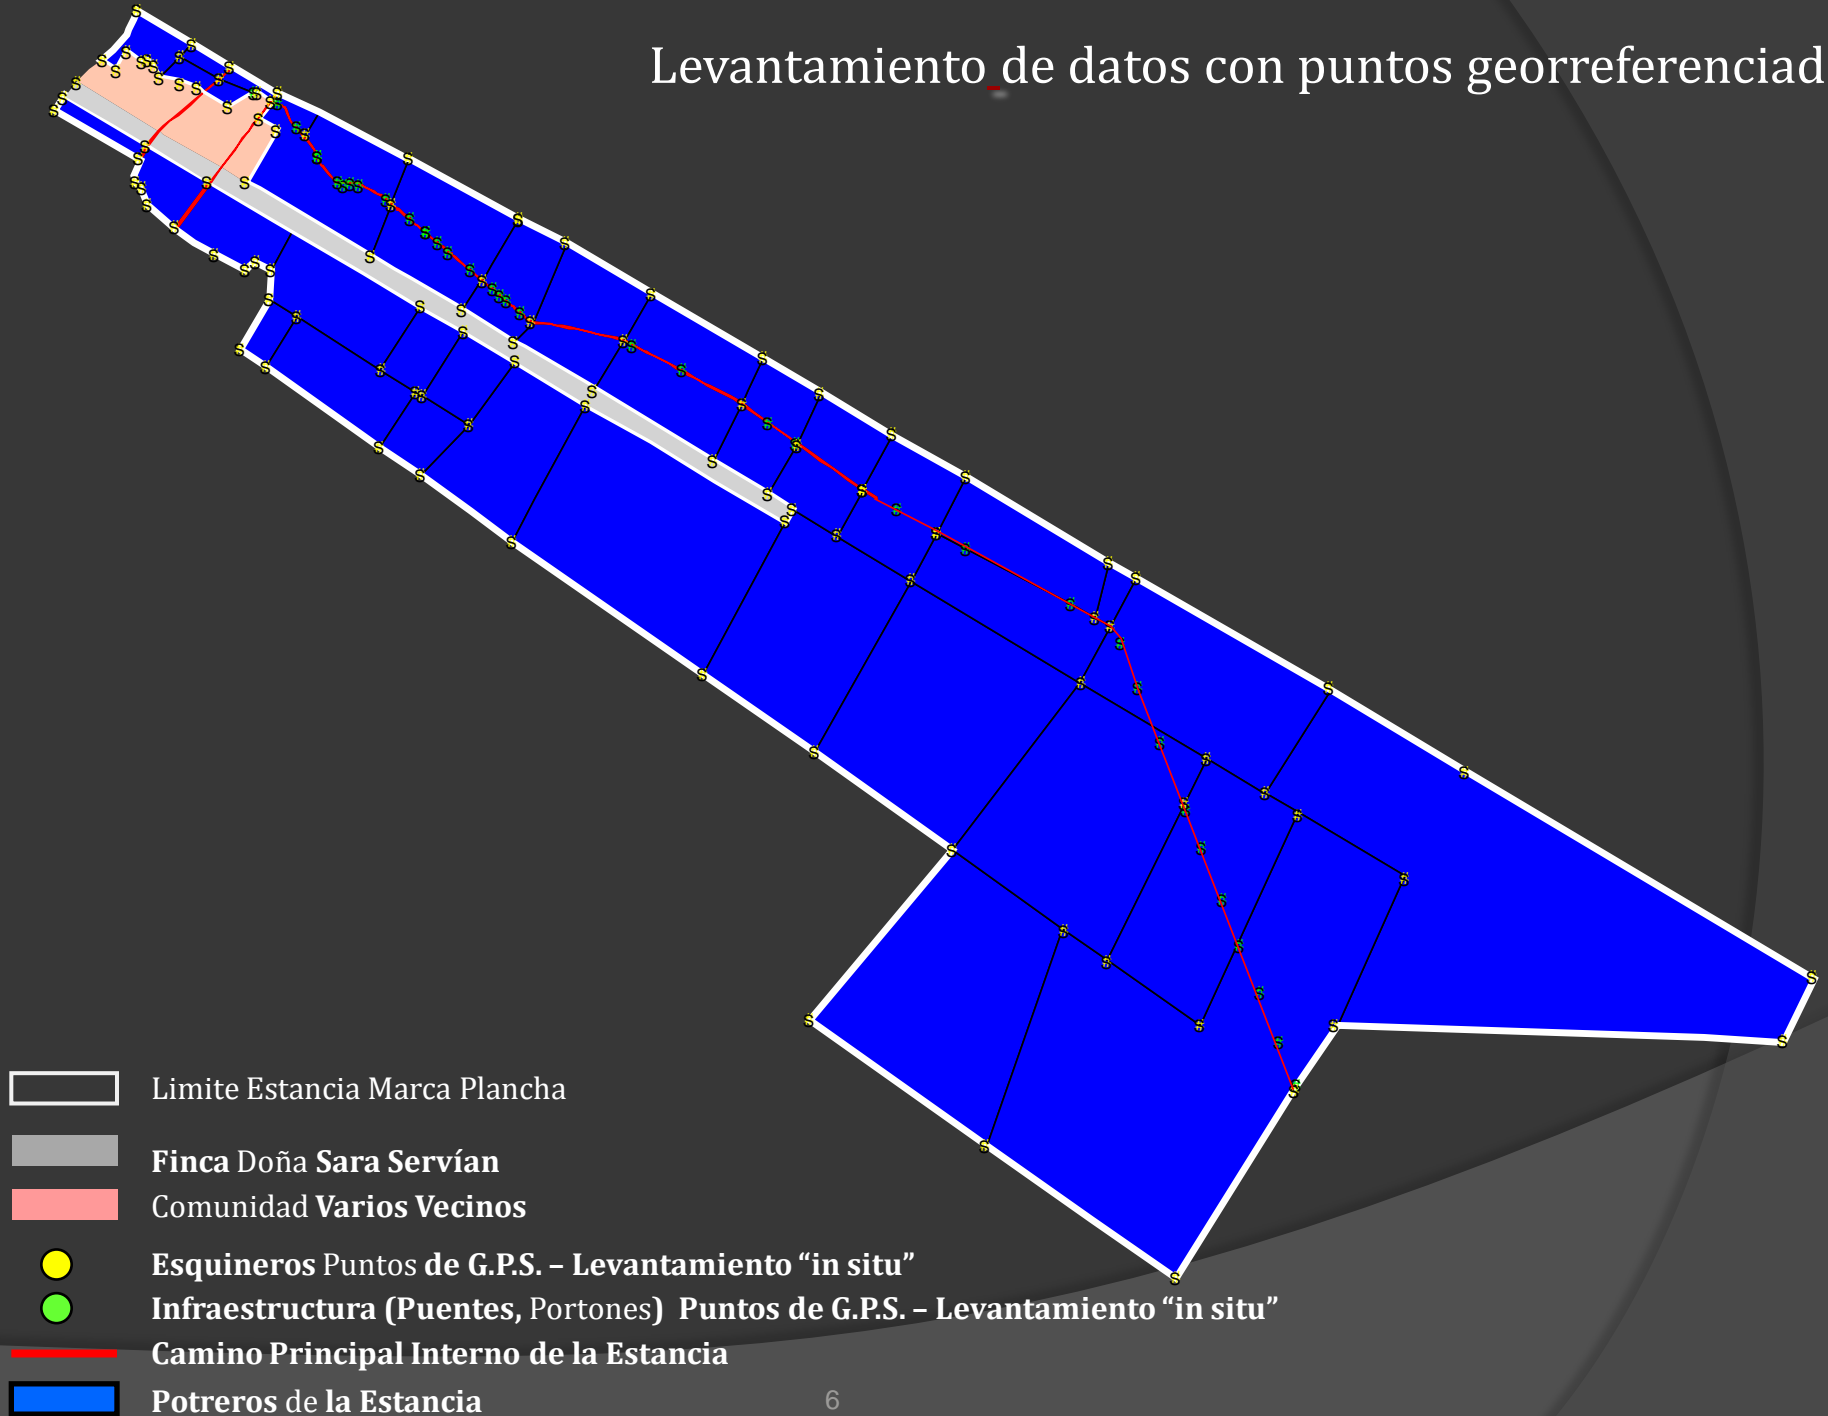 Levantamiento de datos con puntos georreferenciad
Limite Estancia Marca Plancha
Finca Doña Sara Servían
Comunidad Varios Vecinos
Esquineros Puntos de G.P.S. – Levantamiento “in situ”
Infraestructura (Puentes, Portones) Puntos de G.P.S. – Levantamiento “in situ”
Camino Principal Interno de la Estancia
Potreros de la Estancia
6